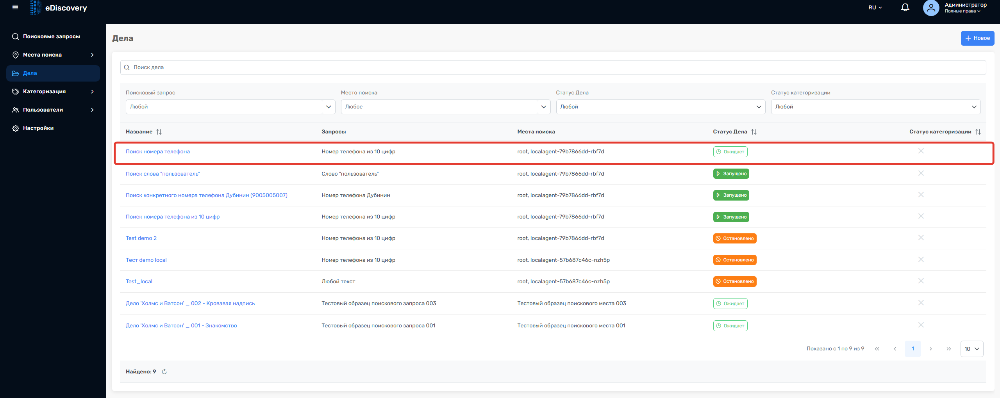 eDiscovery
RU
Администратор
Полные права
Поисковые запросы
Места поиска
Дела
Категоризация
Пользователи
Настройки
Дела
Новое
Поиск дела
Поисковый запрос
Место поиска
Статус Дела
Статус категоризации
Любой
Любое
Любой
Любой
Название Запросы Места поиска Статус Дела Статус категоризации
Поиск номера телефона Номер телефона из 10 цифр root, localagent-79b7866dd-rbf7d Ожидает
Поиск слова "пользователь" Слово "пользователь" root, localagent-79b7866dd-rbf7d Запущено
Поиск конкретного номера телефона Дубинин (9005005007) Номер телефона Дубинин root, localagent-79b7866dd-rbf7d Запущено
Поиск номера телефона из 10 цифр Номер телефона из 10 цифр root, localagent-79b7866dd-rbf7d Запущено
Test demo 2 Номер телефона из 10 цифр root, localagent-79b7866dd-rbf7d Остановлено
Тест demo local Номер телефона из 10 цифр root, localagent-57b687c46c-nzh5p Остановлено
Test_local Любой текст root, localagent-57b687c46c-nzh5p Остановлено
Дело 'Холмс и Ватсон' _ 002 - Кровавая надпись Тестовый образец поискового запроса 003 Тестовый образец поискового места 003 Ожидает
Дело 'Холмс и Ватсон' _ 001 - Знакомство Тестовый образец поискового запроса 001 Тестовый образец поискового места 001 Ожидает
Показано с 1 по 9 из 9 « ‹ 1 › » 10
Найдено: 9